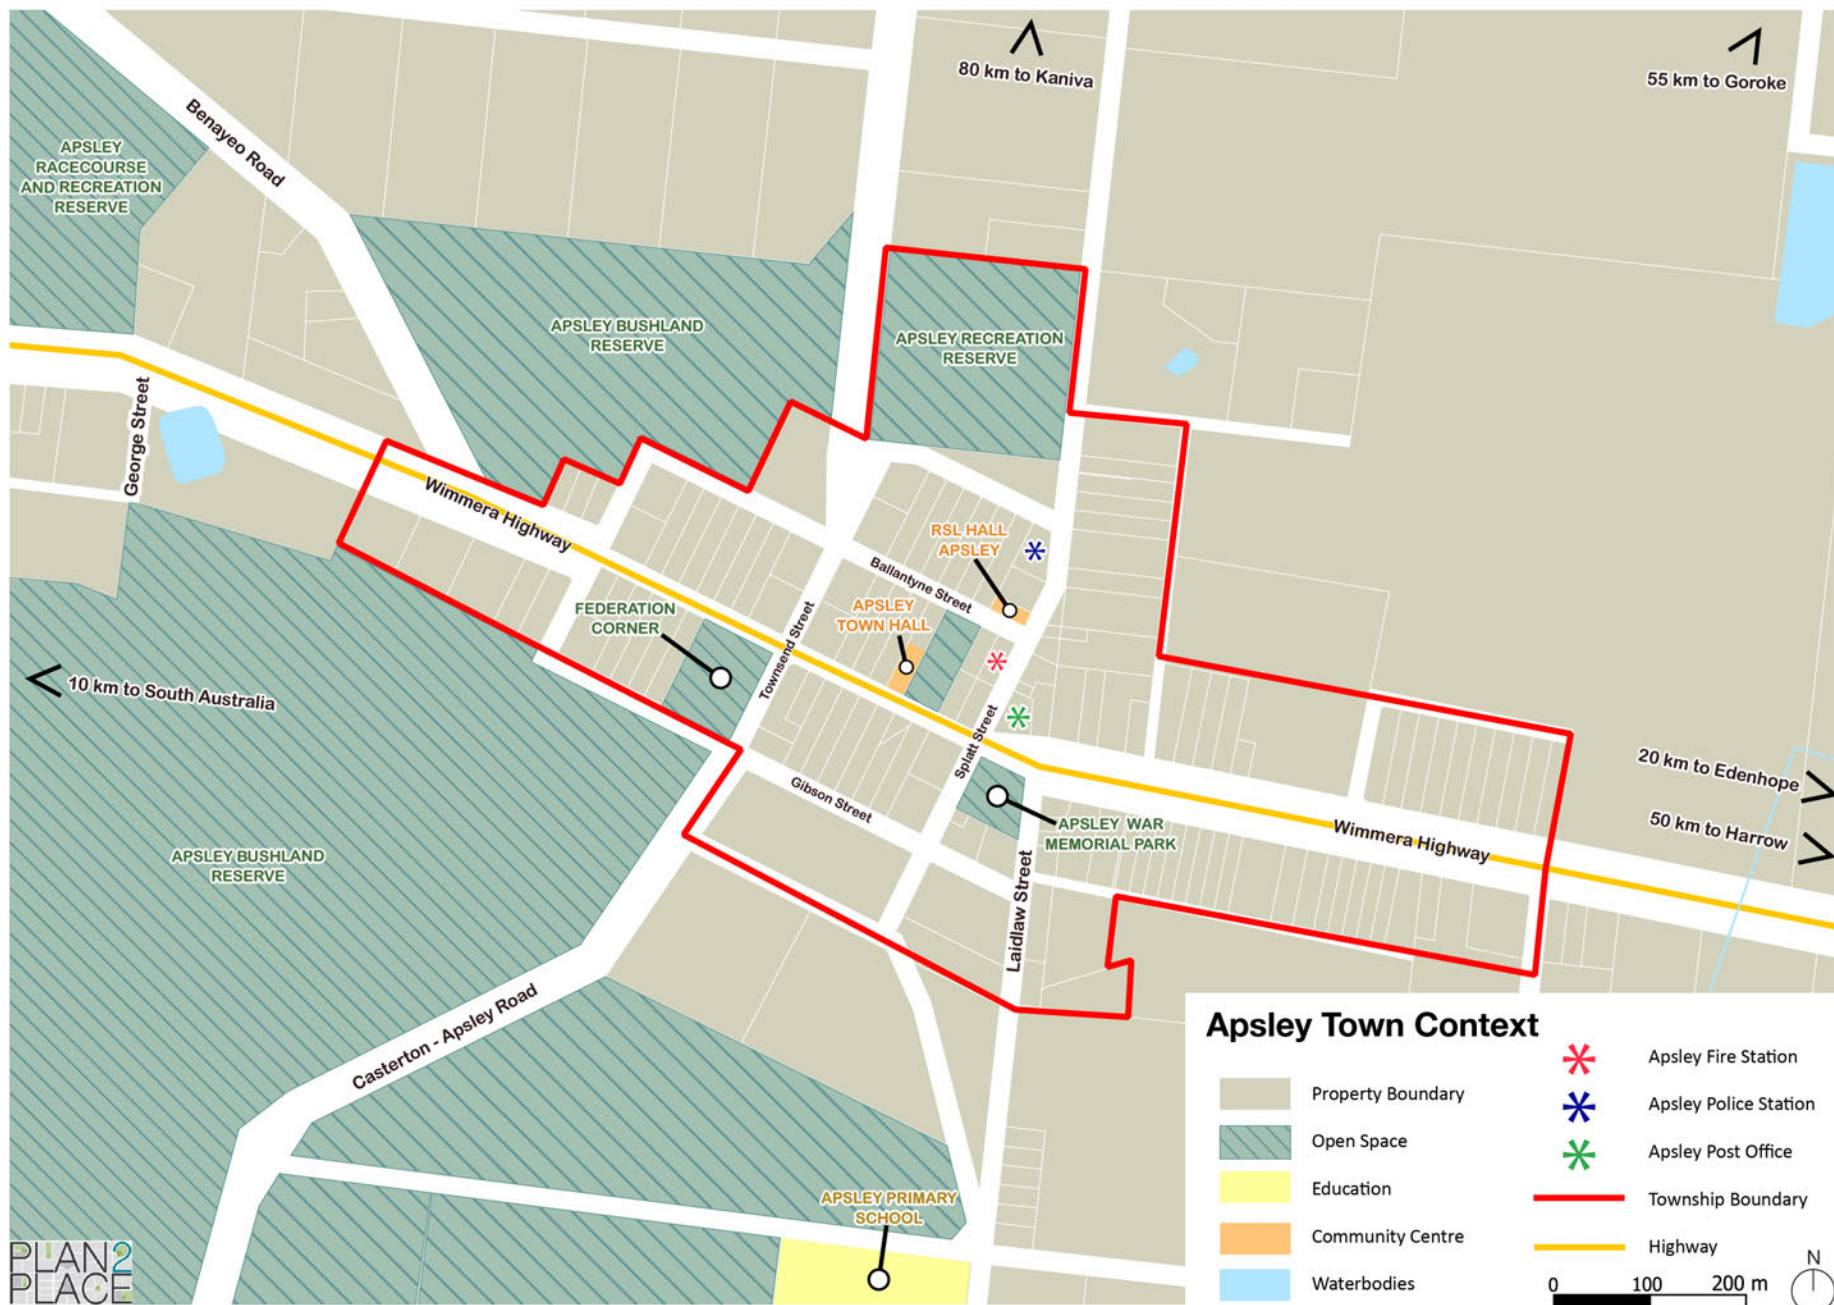 80 km to Kaniva
55 km to Goroke
Benayeo Road
APSLEY
RACECOURSE
AND RECREATION
RESERVE
APSLEY BUSHLAND
RESERVE
APSLEY RECREATION
RESERVE
George Street
Wimmera Highway
RSL HALL
APSLEY
Ballantyne Street
FEDERATION
CORNER
APSLEY
TOWN HALL
Townsend Street
10 km to South Australia
Splatt Street
Gibson Street
20 km to Edenhope
50 km to Harrow
APSLEY WAR
MEMORIAL PARK
Wimmera Highway
APSLEY BUSHLAND
RESERVE
Laidlaw Street
Casterton - Apsley Road
APSLEY PRIMARY
SCHOOL
Apsley Town Context
Property Boundary
Open Space
Education
Community Centre
Waterbodies
Apsley Fire Station
Apsley Police Station
Apsley Post Office
Township Boundary
Highway
0 100 200 m
N
PLAN2
PLACE